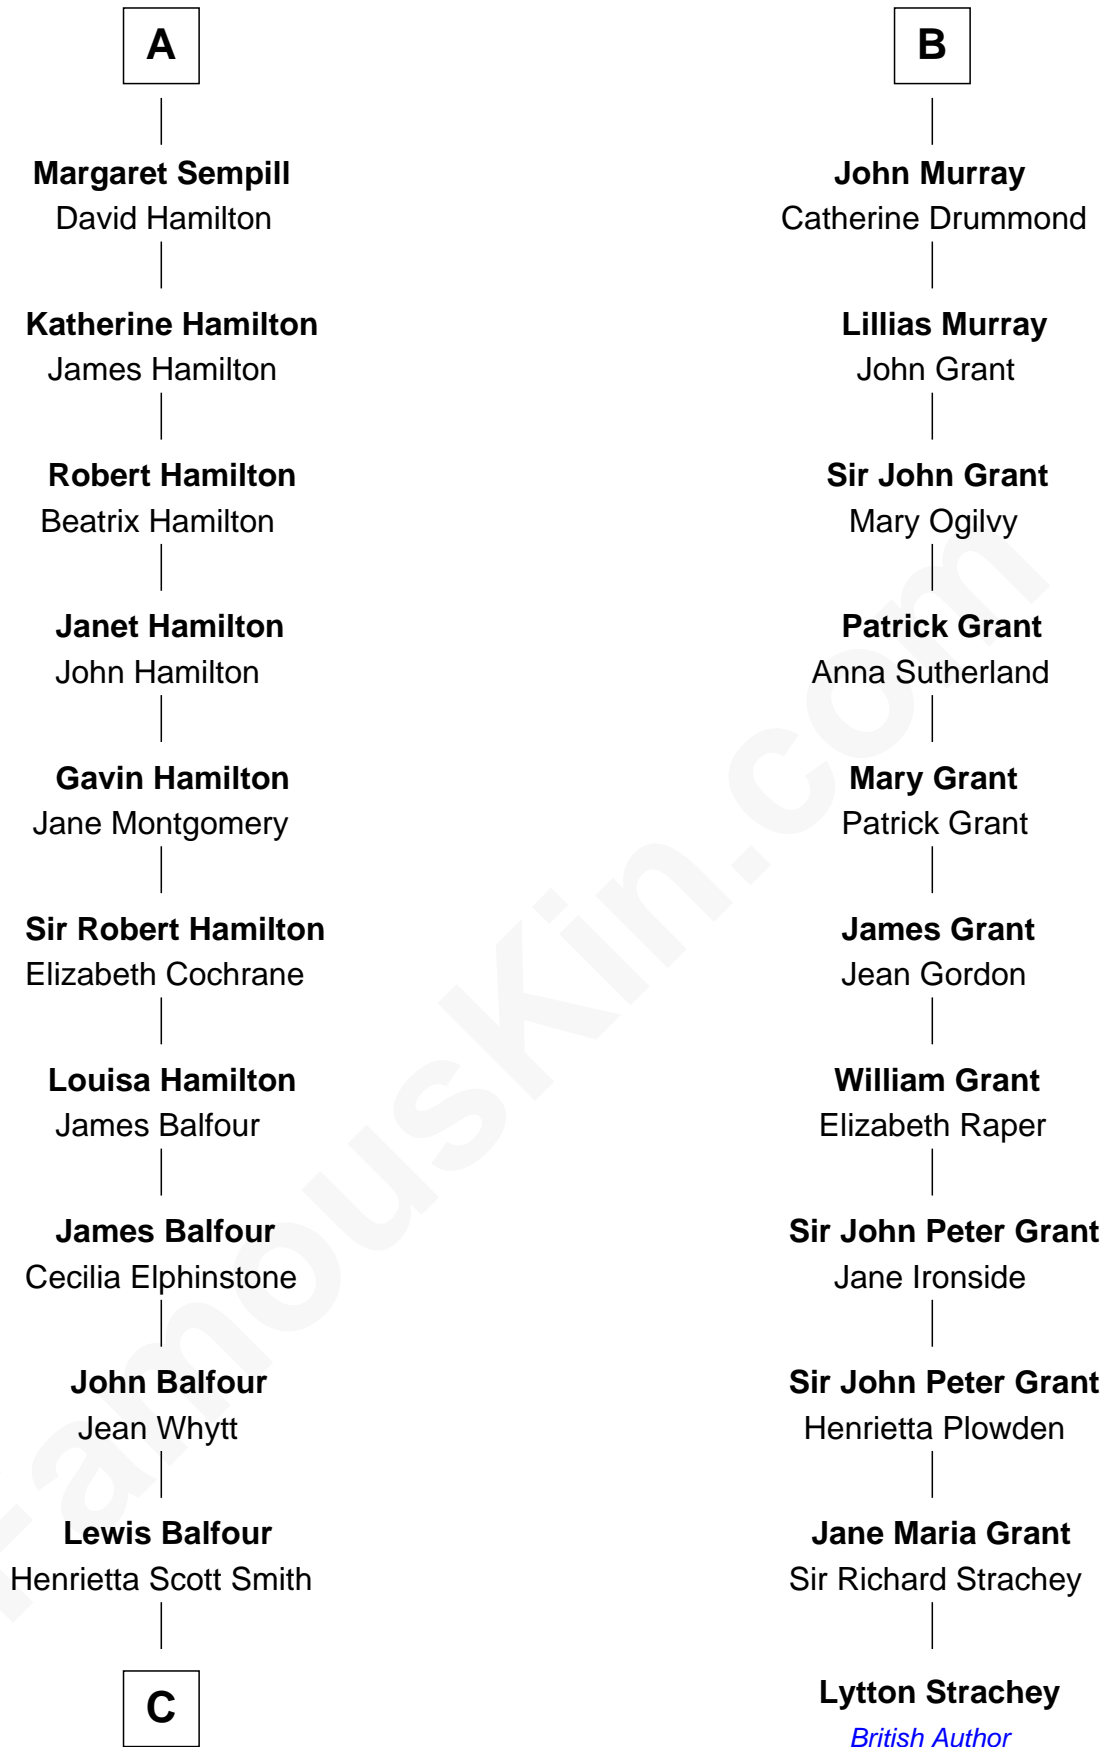 A
Margaret Sempill
David Hamilton
Katherine Hamilton
James Hamilton
Robert Hamilton
Beatrix Hamilton
Janet Hamilton
John Hamilton
Gavin Hamilton
Jane Montgomery
Sir Robert Hamilton
Elizabeth Cochrane
Louisa Hamilton
James Balfour
James Balfour
Cecilia Elphinstone
John Balfour
Jean Whytt
Lewis Balfour
Henrietta Scott Smith
C
B
John Murray
Catherine Drummond
Lillias Murray
John Grant
Sir John Grant
Mary Ogilvy
Patrick Grant
Anna Sutherland
Mary Grant
Patrick Grant
James Grant
Jean Gordon
William Grant
Elizabeth Raper
Sir John Peter Grant
Jane Ironside
Sir John Peter Grant
Henrietta Plowden
Jane Maria Grant
Sir Richard Strachey
Lytton Strachey
British Author
FamousKin.com